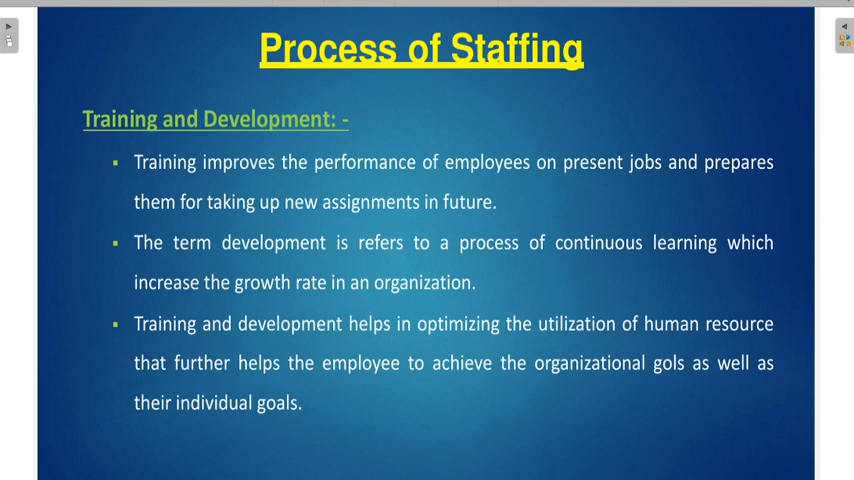 Process of Staffing
Training and Development: -
Training improves the performance of employees on present jobs and prepares
them for taking up new assignments in future.
The term development is refers to a process of continuous learning which
increase the growth rate in an organization.
Training and development helps in optimizing the utilization of human resource
that further helps the employee to achieve the organizational gols as well as
their individual goals.